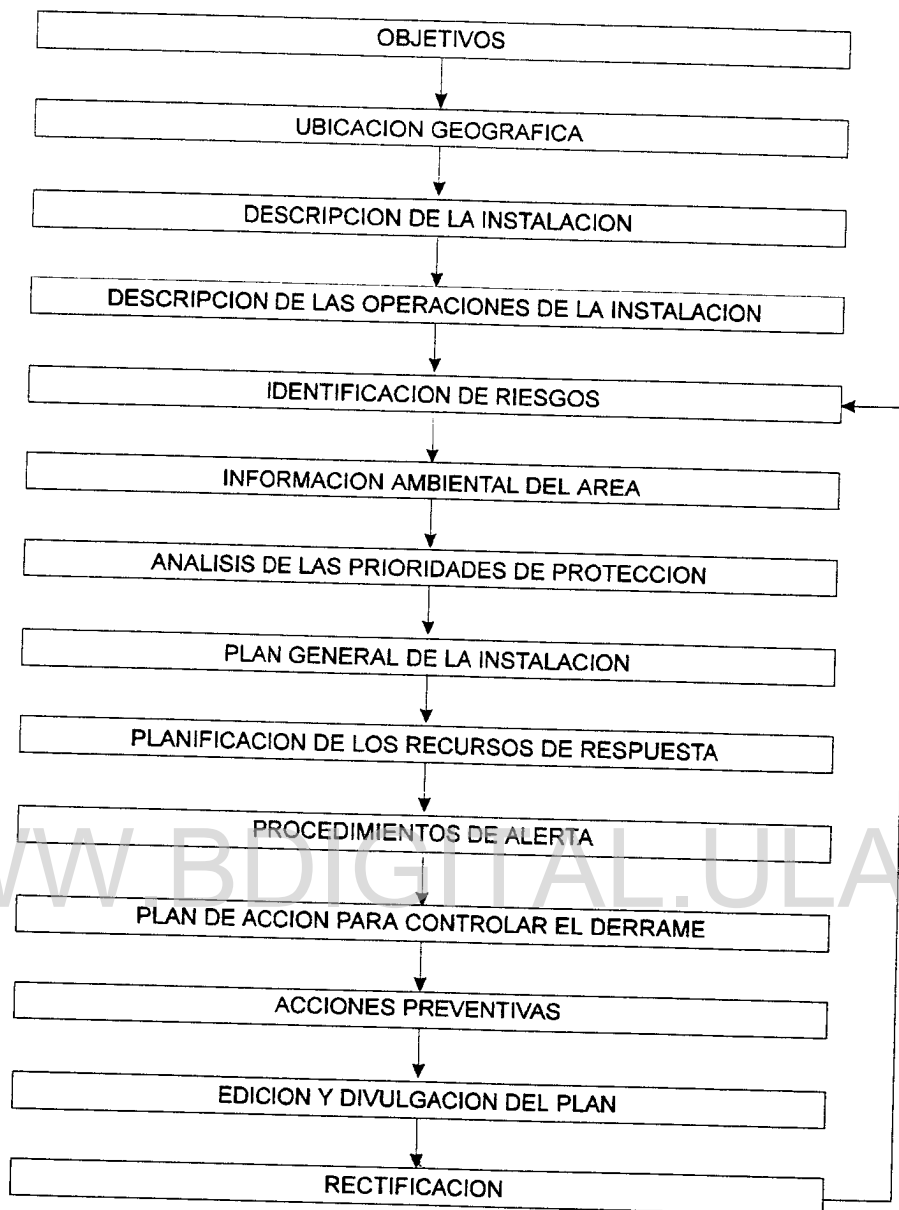 OBJETIVOS
UBICACION GEOGRAFICA
DESCRIPCION DE LA INSTALACION
DESCRIPCION DE LAS OPERACIONES DE LA INSTALACION
IDENTIFICACION DE RIESGOS
INFORMACION AMBIENTAL DEL AREA
ANALISIS DE LAS PRIORIDADES DE PROTECCION
PLAN GENERAL DE LA INSTALACION
PLANIFICACION DE LOS RECURSOS DE RESPUESTA
PROCEDIMIENTOS DE ALERTA
WW.BDIGITAL.ULA
PLAN DE ACCION PARA CONTROLAR EL DERRAME
ACCIONES PREVENTIVAS
EDICION Y DIVULGACION DEL PLAN
RECTIFICACION